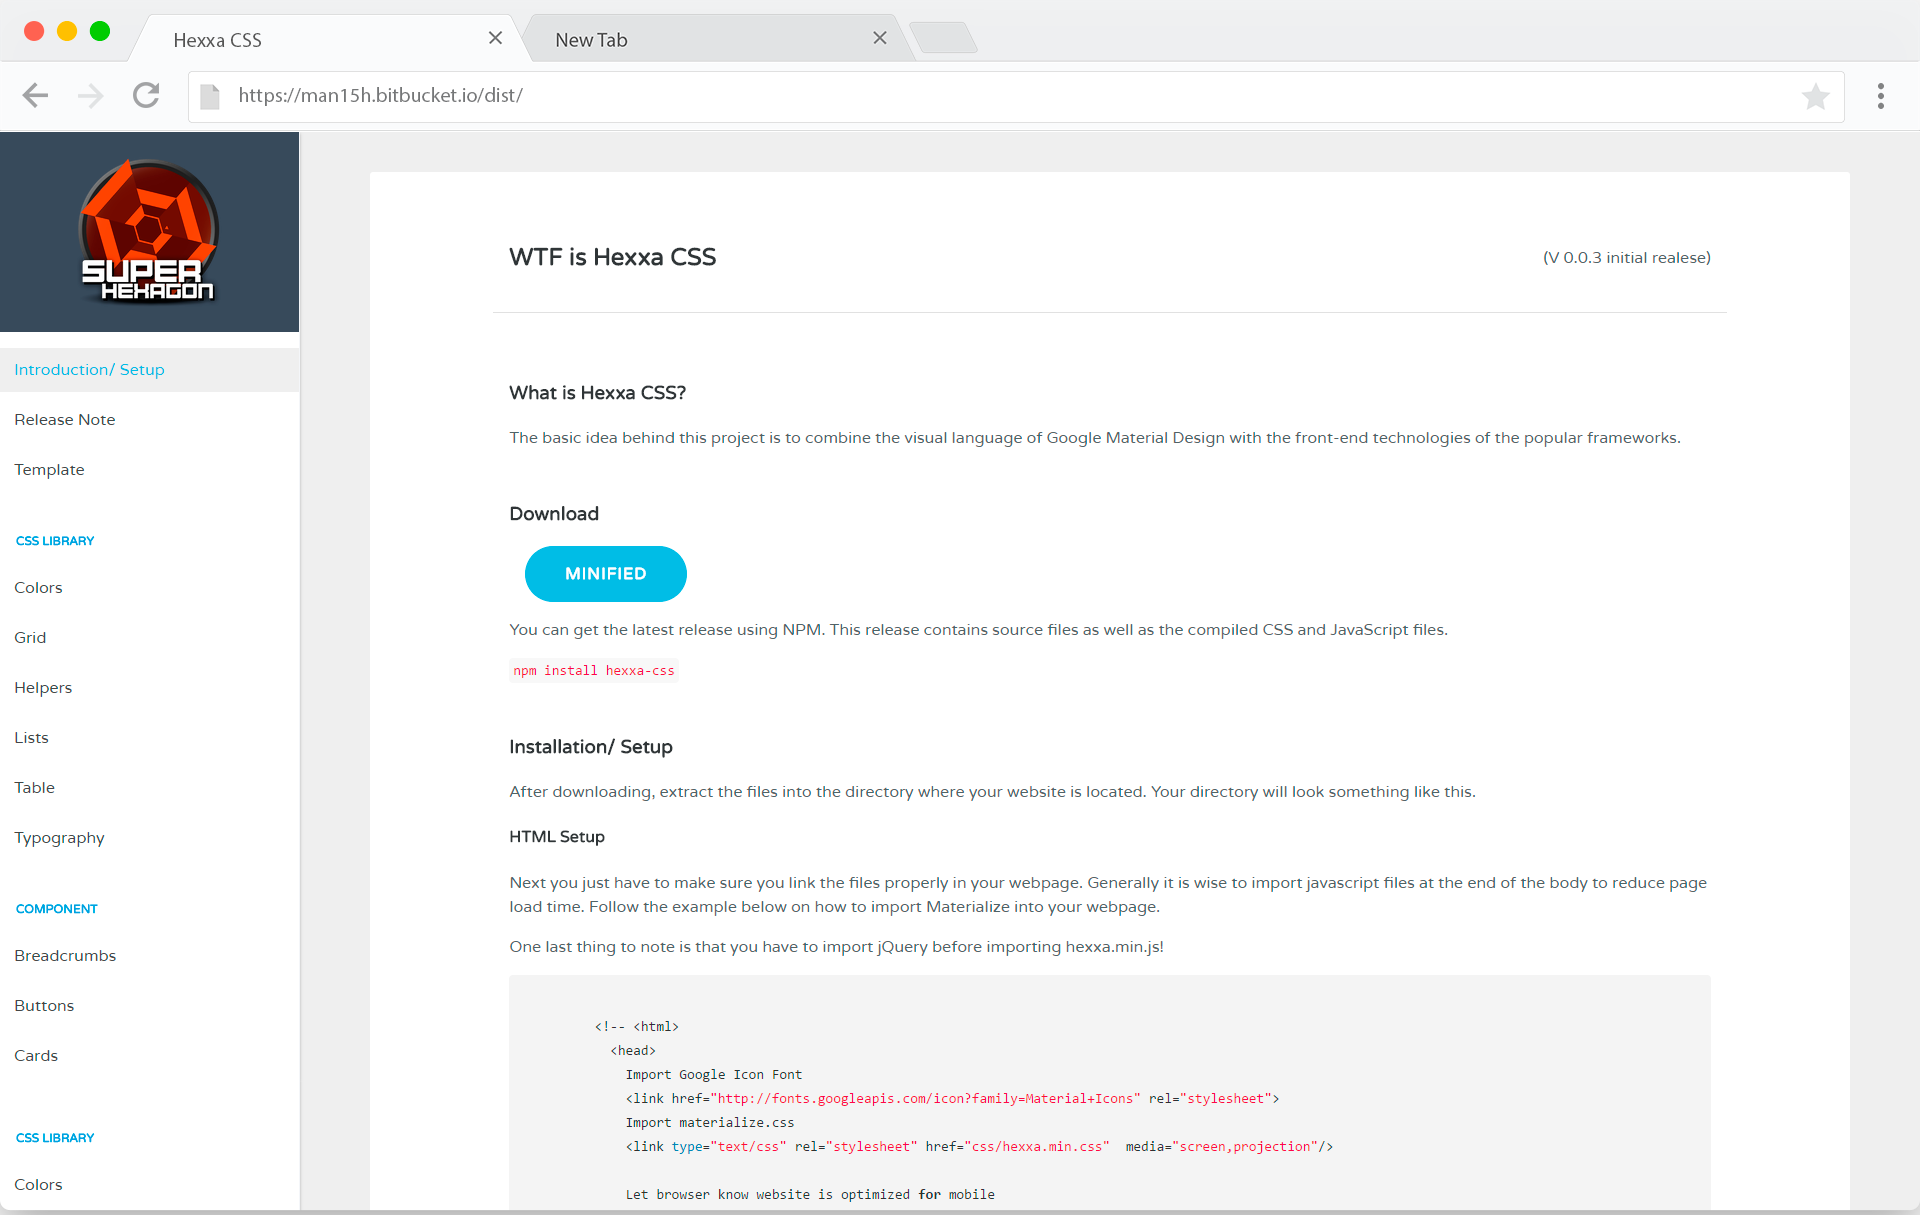 Hexxa CSS
New Tab
https://man15h.bitbucket.io/dist/
SUPER
HEXAGON
Introduction/ Setup
Release Note
Template
CSS LIBRARY
Colors
Grid
Helpers
Lists
Table
Typography
COMPONENT
Breadcrumbs
Buttons
Cards
CSS LIBRARY
Colors
WTF is Hexxa CSS
(V 0.0.3 initial realese)
What is Hexxa CSS?
The basic idea behind this project is to combine the visual language of Google Material Design with the front-end technologies of the popular frameworks.
Download
MINIFIED
You can get the latest release using NPM. This release contains source files as well as the compiled CSS and JavaScript files.
npm install hexxa-css
Installation/ Setup
After downloading, extract the files into the directory where your website is located. Your directory will look something like this.
HTML Setup
Next you just have to make sure you link the files properly in your webpage. Generally it is wise to import javascript files at the end of the body to reduce page
load time. Follow the example below on how to import Materialize into your webpage.
One last thing to note is that you have to import jQuery before importing hexxa.min.js!
<!-- <html>
<head>
Import Google Icon Font
<link href="http://fonts.googleapis.com/icon?family=Material+Icons" rel="stylesheet">
Import materialize.css
<link type="text/css" rel="stylesheet" href="css/hexxa.min.css"  media="screen,projection"/>
Let browser know website is optimized for mobile